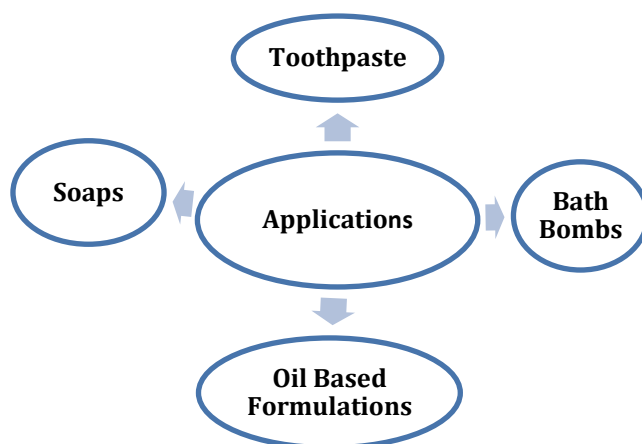 Toothpaste
Soaps
Applications
Bath
Bombs
Oil Based
Formulations